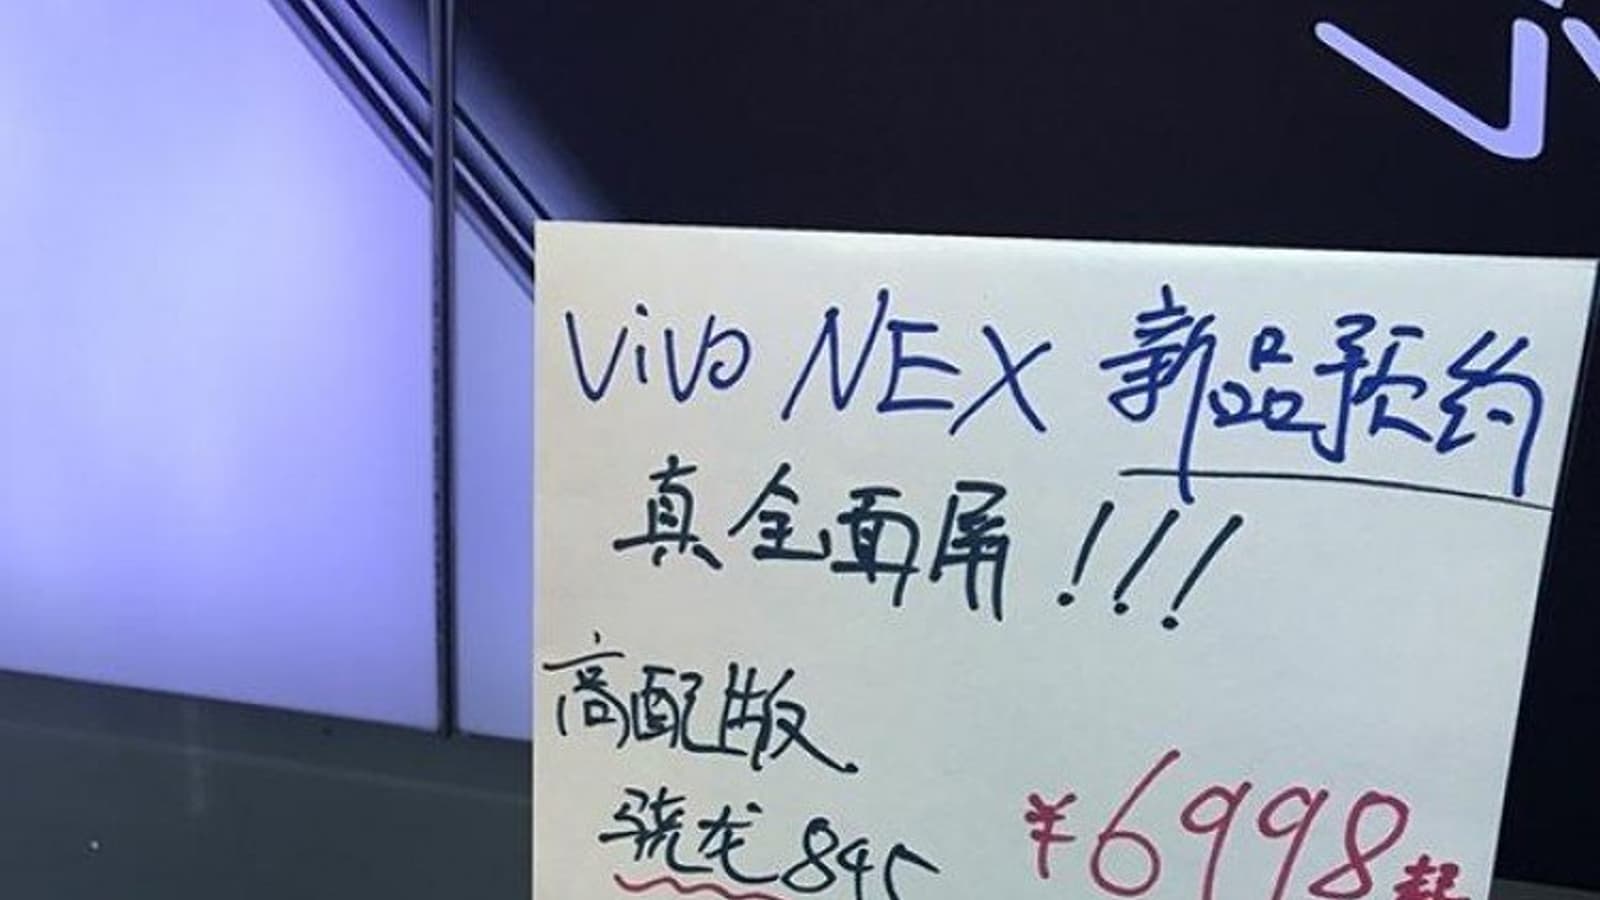 vivo NEX 新品预约
真全面屏!!!
高配版
骁龙845 ¥6998起